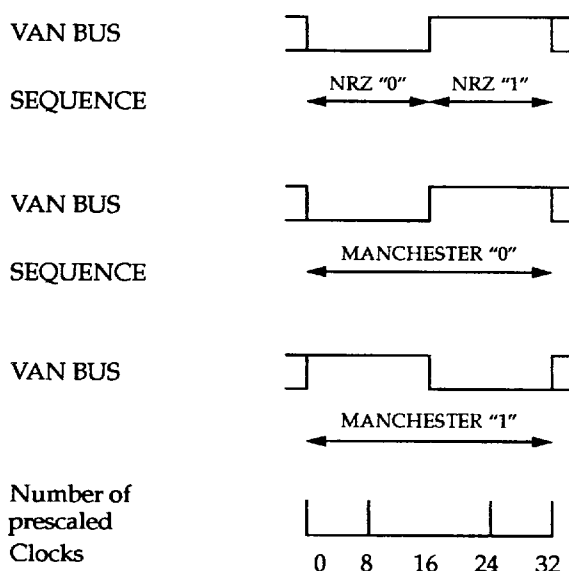 VAN BUS
SEQUENCE
NRZ “0” NRZ “1”
VAN BUS
SEQUENCE
MANCHESTER “0”
VAN BUS
MANCHESTER “1”
Number of
prescaled
Clocks
0 8 16 24 32